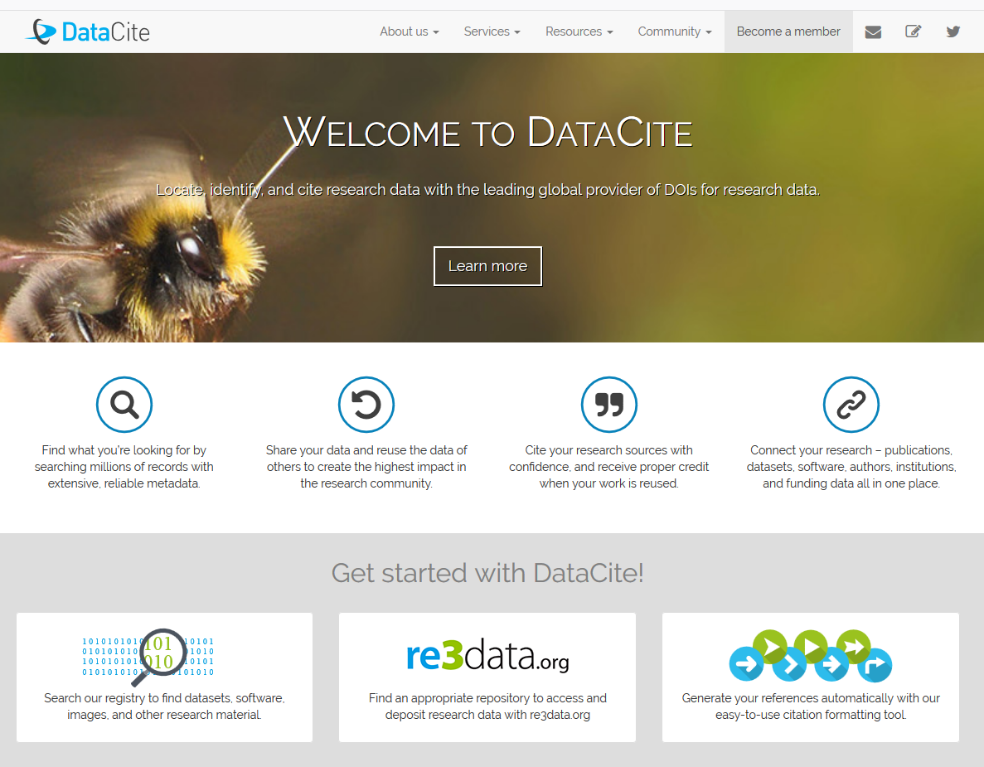 DataCite
About us
Services
Resources
Community
Become a member
WELCOME TO DATACITE
Locate, identify, and cite research data with the leading global provider of DOIs for research data.
Learn more
Find what you're looking for by
searching millions of records with
extensive, reliable metadata.
Share your data and reuse the data of
others to create the highest impact in
the research community.
Cite your research sources with
confidence, and receive proper credit
when your work is reused.
Connect your research – publications,
datasets, software, authors, institutions,
and funding data all in one place.
Get started with DataCite!
101
010
Search our registry to find datasets, software,
images, and other research material.
re3data.org
Find an appropriate repository to access and
deposit research data with re3data.org
Generate your references automatically with our
easy-to-use citation formatting tool.